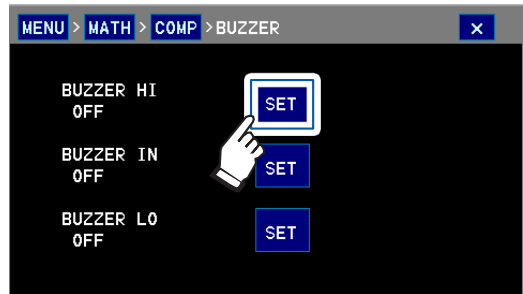 MENU > MATH > COMP >BUZZER ×
BUZZER HI SET
OFF
BUZZER IN SET
OFF
BUZZER LO SET
OFF